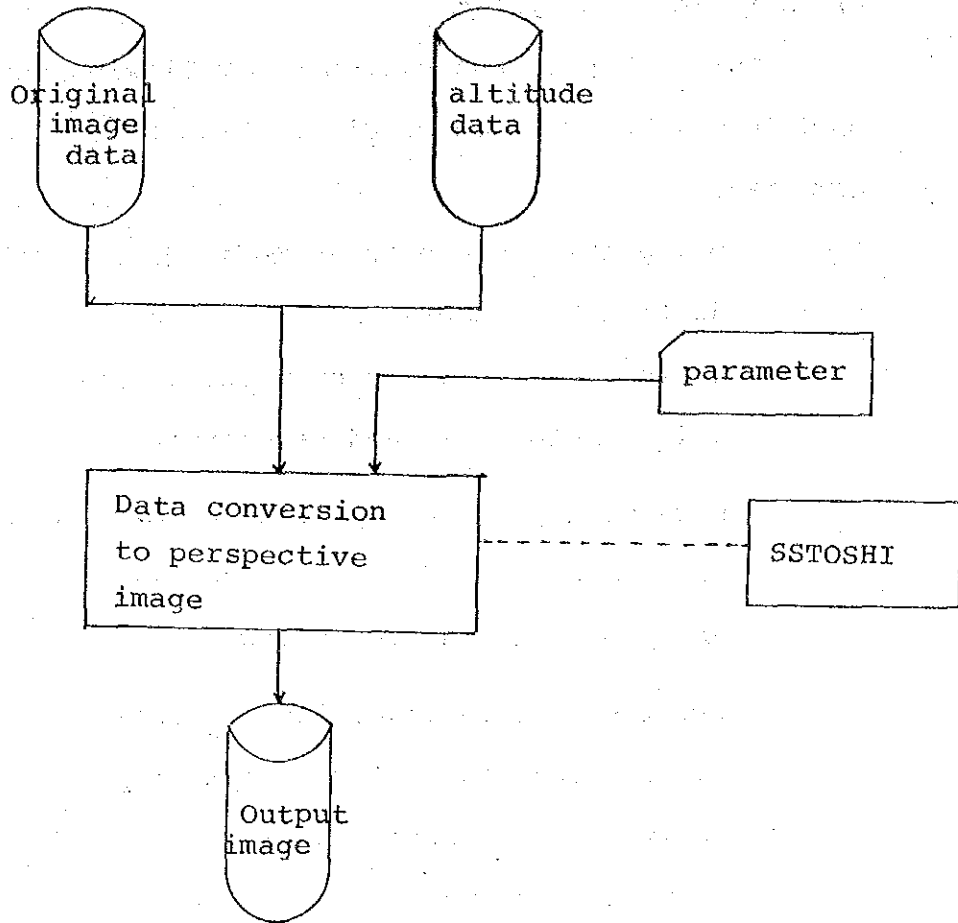 Original
image
data
altitude
data
parameter
Data conversion
to perspective
image
SSTOSHI
Output
image